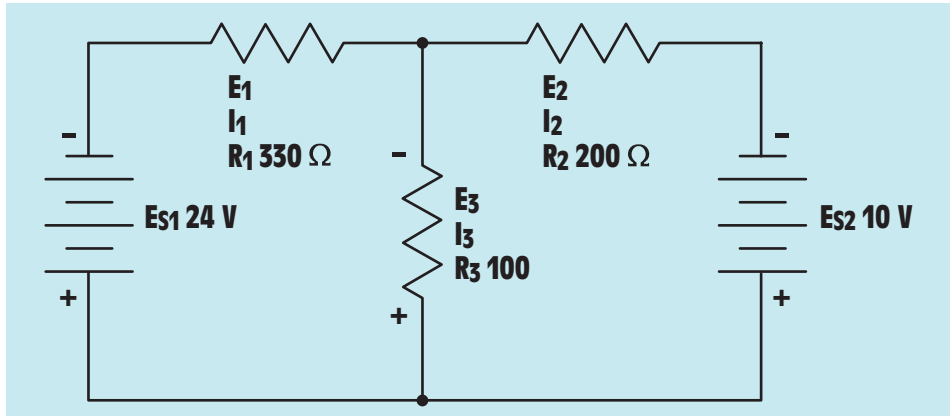 E1
I1
R1 330 Ω
E2
I2
R2 200 Ω
-
-
-
ES1 24 V
E3
I3
R3 100
ES2 10 V
+
+
+